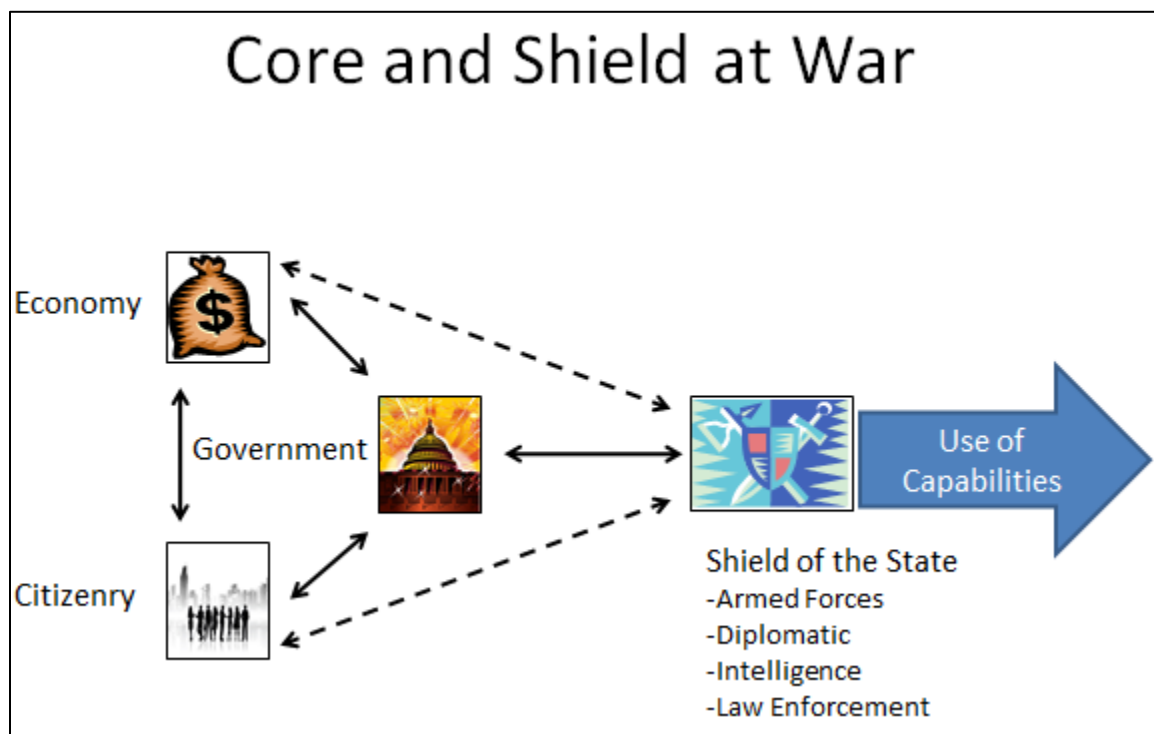 Core and Shield at War
Economy
$
Government
Citizenry
Use of
Capabilities
Shield of the State
-Armed Forces
-Diplomatic
-Intelligence
-Law Enforcement